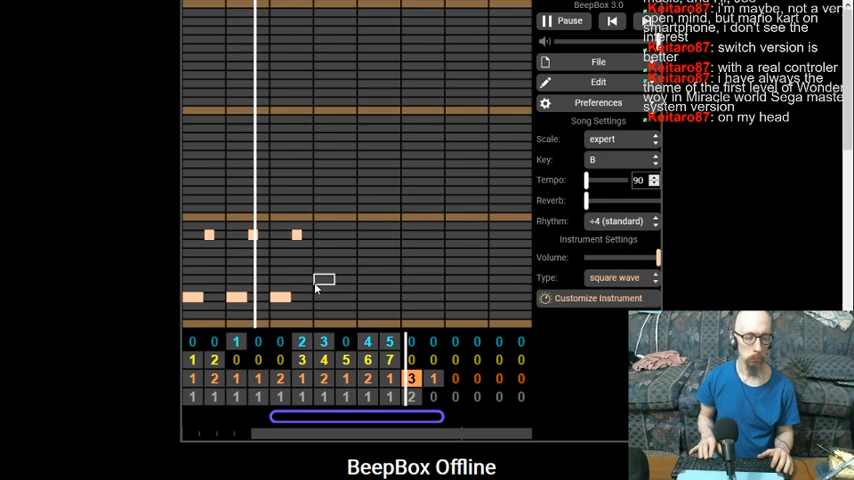 BeepBox 3.0
Pause
File
Edit
Preferences
Song Settings
Scale: expert
Key: B
Tempo: 90
Reverb:
Rhythm: ÷4 (standard)
Instrument Settings
Volume:
Type: square wave
Customize Instrument
Keitaro87: i'm maybe, not a very
open mind, but mario kart on
smartphone, i don't see the
interest
Keitaro87: switch version is
better
Keitaro87: with a real controler
Keitaro87: i have always the
theme of the first level of Wonder
woy in Miracle world Sega master
system version
Keitaro87: on my head
0 0 1 0 0 2 3 0 4 5 0 0 0 0 0 0
1 2 0 0 0 3 4 5 6 7 0 0 0 0 0 0
1 2 1 1 2 1 2 1 2 1 3 1 0 0 0 0
1 1 1 1 1 1 1 1 1 1 2 0 0 0 0 0
BeepBox Offline